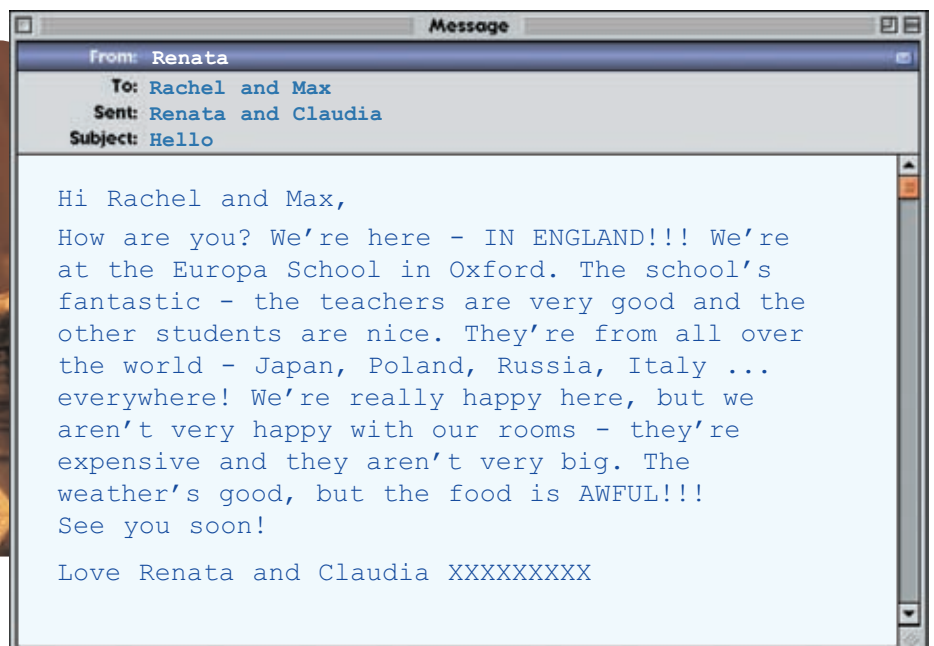 Message
From: Renata
To: Rachel and Max
Sent: Renata and Claudia
Subject: Hello
Hi Rachel and Max,
How are you? We're here - IN ENGLAND!!! We're
at the Europa School in Oxford. The school's
fantastic - the teachers are very good and the
other students are nice. They're from all over
the world - Japan, Poland, Russia, Italy ...
everywhere! We're really happy here, but we
aren't very happy with our rooms - they're
expensive and they aren't very big. The
weather's good, but the food is AWFUL!!!
See you soon!
Love Renata and Claudia XXXXXXXXX